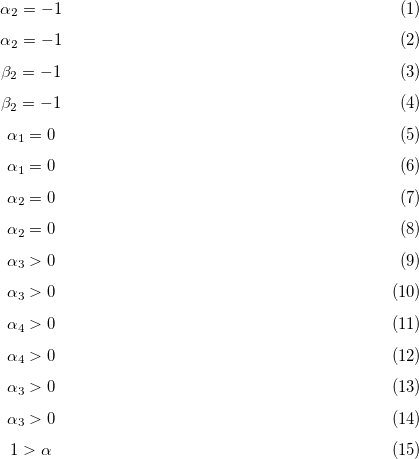 α₂ = −1 (1)
α₂ = −1 (2)
β₂ = −1 (3)
β₂ = −1 (4)
α₁ = 0 (5)
α₁ = 0 (6)
α₂ = 0 (7)
α₂ = 0 (8)
α₃ > 0 (9)
α₃ > 0 (10)
α₄ > 0 (11)
α₄ > 0 (12)
α₃ > 0 (13)
α₃ > 0 (14)
1 > α (15)